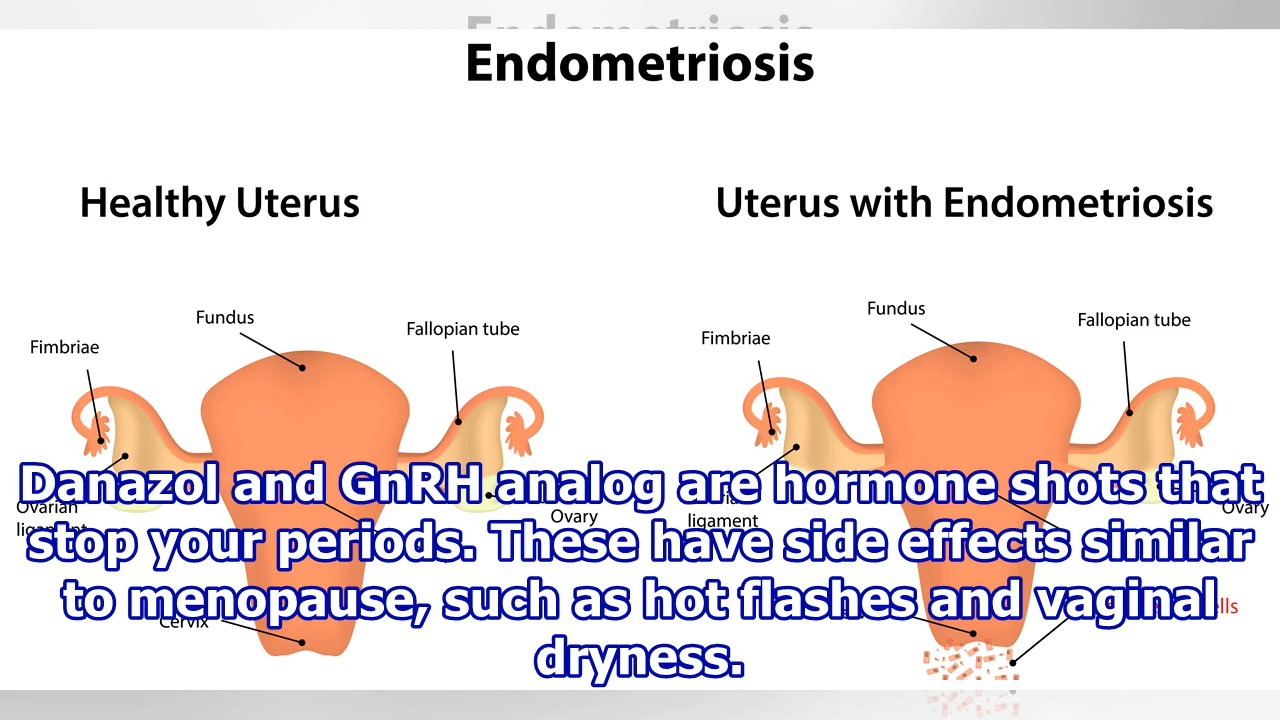 Endometriosis
Healthy Uterus
Uterus with Endometriosis
Fundus
Fallopian tube
Fimbriae
Ovarian
Ovary
Cervix
Fundus
Fallopian tube
Fimbriae
ligament
Ovary
Danazol and GnRH analog are hormone shots that
stop your periods. These have side effects similar
to menopause, such as hot flashes and vaginal
dryness.